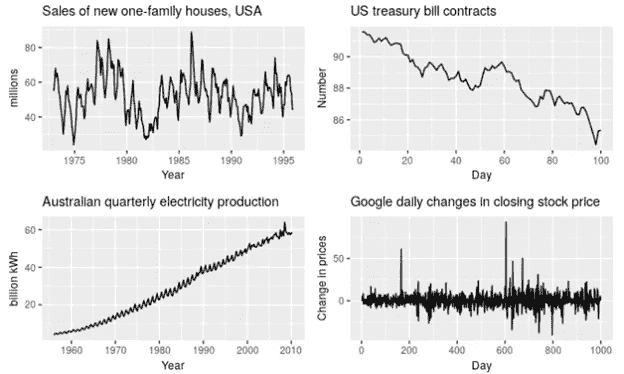 Sales of new one-family houses, USA
80
60
40
millions
1975 1980 1985 1990 1995
Year
US treasury bill contracts
90
88
86
Number
0 20 40 60 80 100
Day
Australian quarterly electricity production
60
40
20
billion kWh
1960 1970 1980 1990 2000 2010
Year
Google daily changes in closing stock price
50
0
Change in prices
0 200 400 600 800 1000
Day